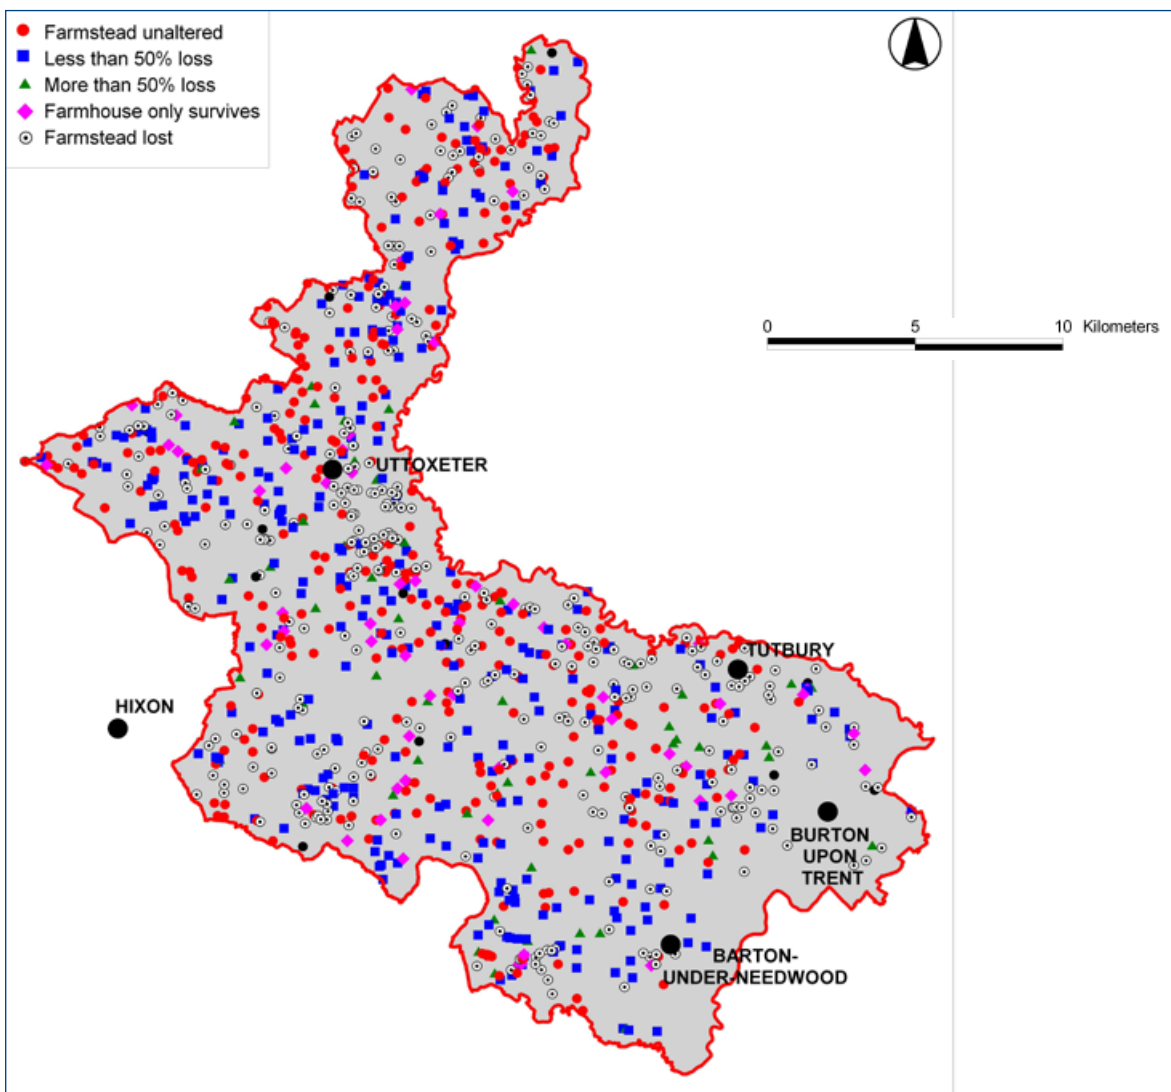 Farmstead unaltered
Less than 50% loss
More than 50% loss
Farmhouse only survives
Farmstead lost
0 5 10 Kilometers
UTTOXETER
TUTBURY
HIXON
BURTON
UPON
TRENT
BARTON-
UNDER-NEEDWOOD